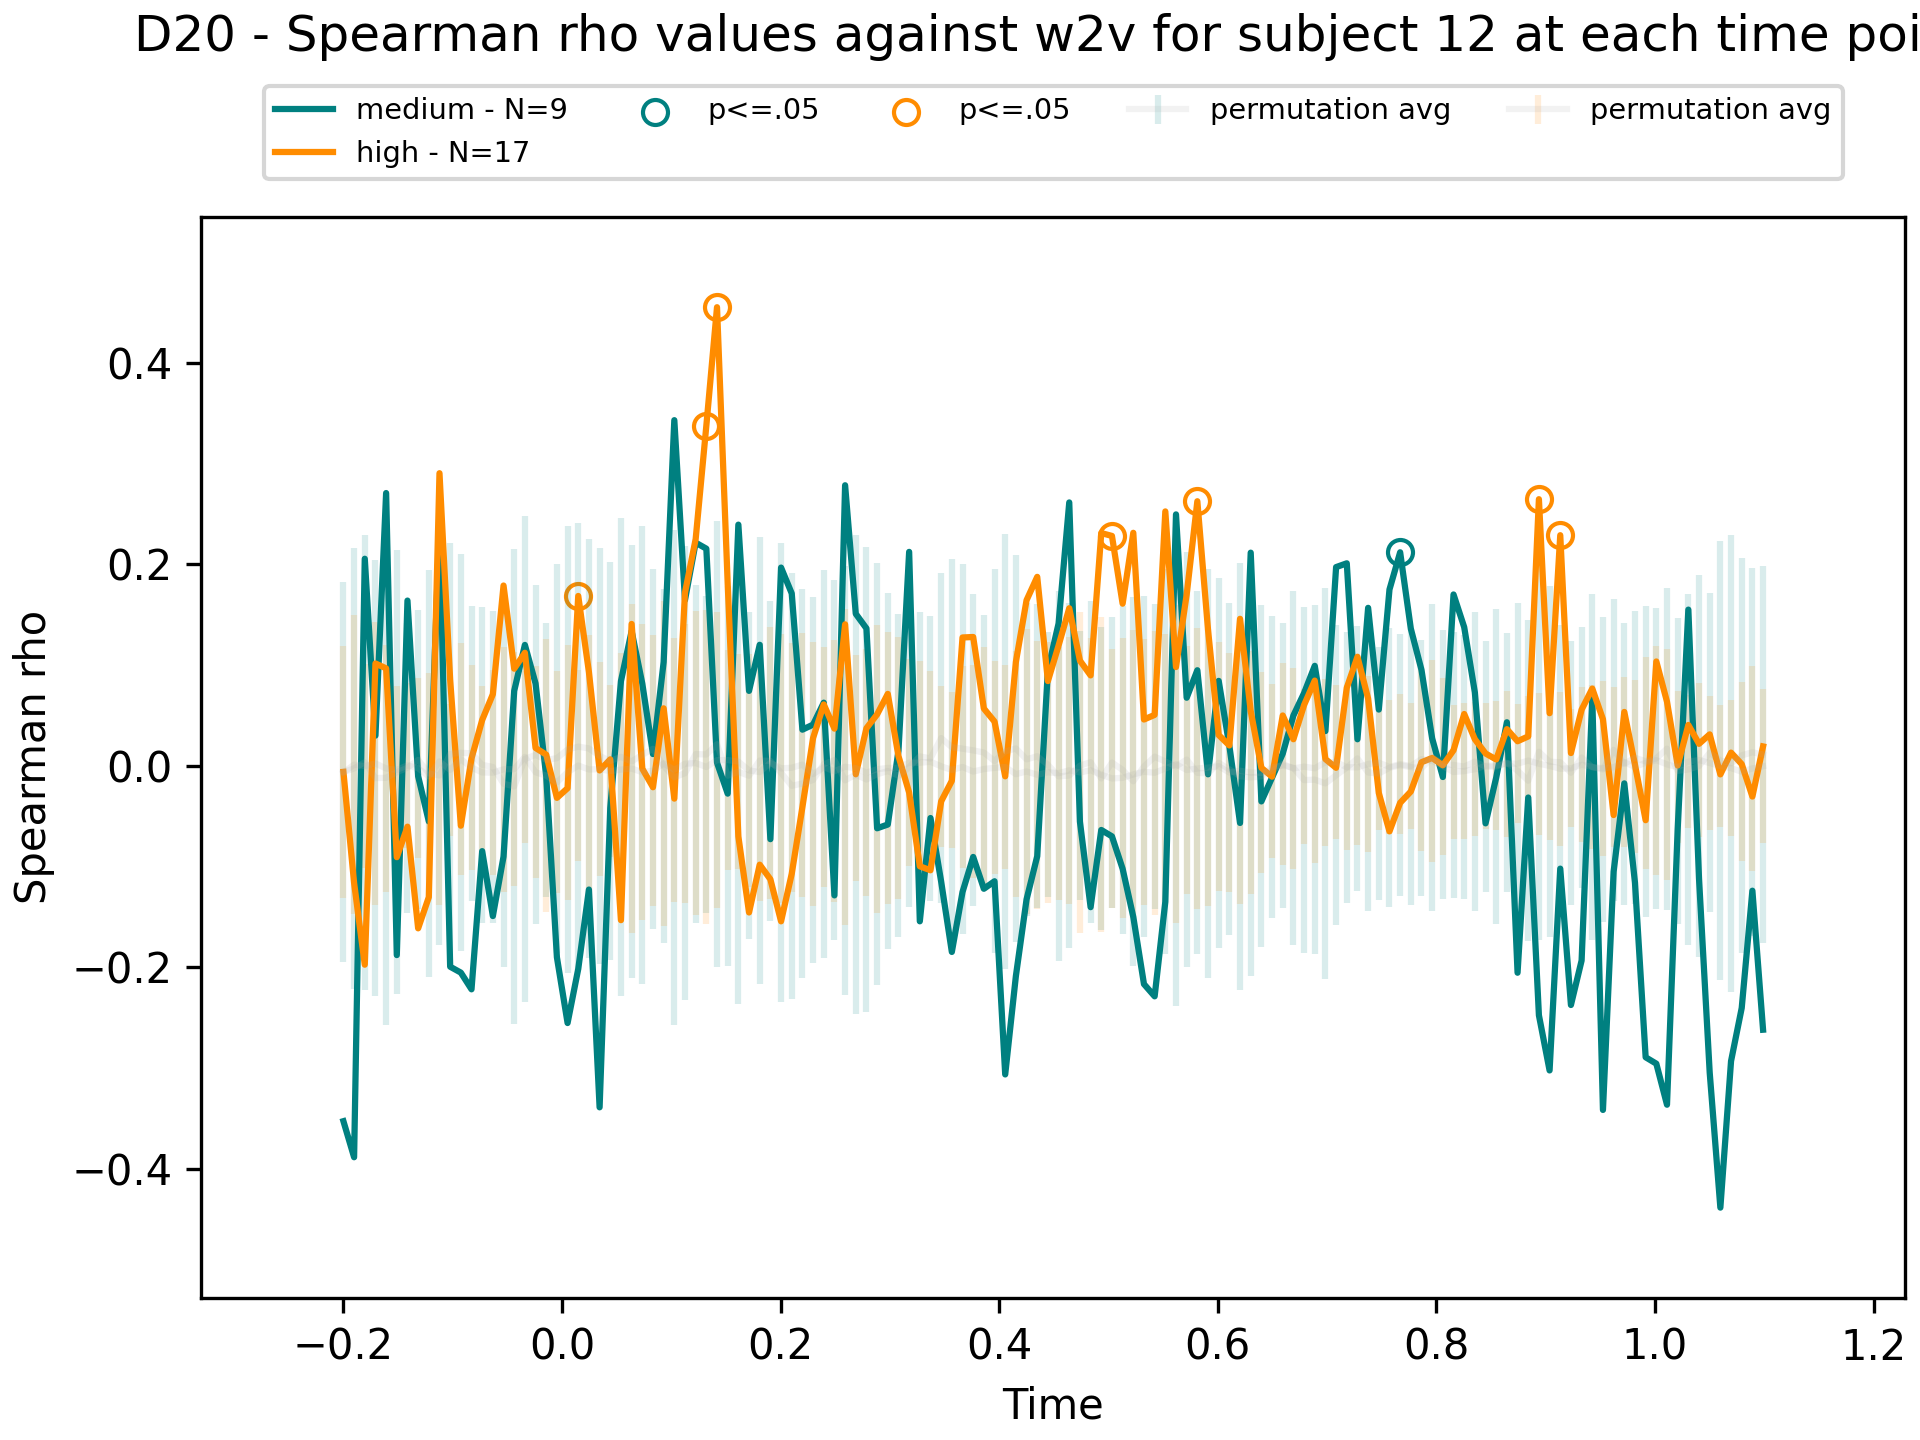 D20 - Spearman rho values against w2v for subject 12 at each time poi
medium - N=9
high - N=17
p<=.05
p<=.05
permutation avg
permutation avg
Spearman rho
0.4
0.2
0.0
−0.2
−0.4
−0.2 0.0 0.2 0.4 0.6 0.8 1.0 1.2
Time